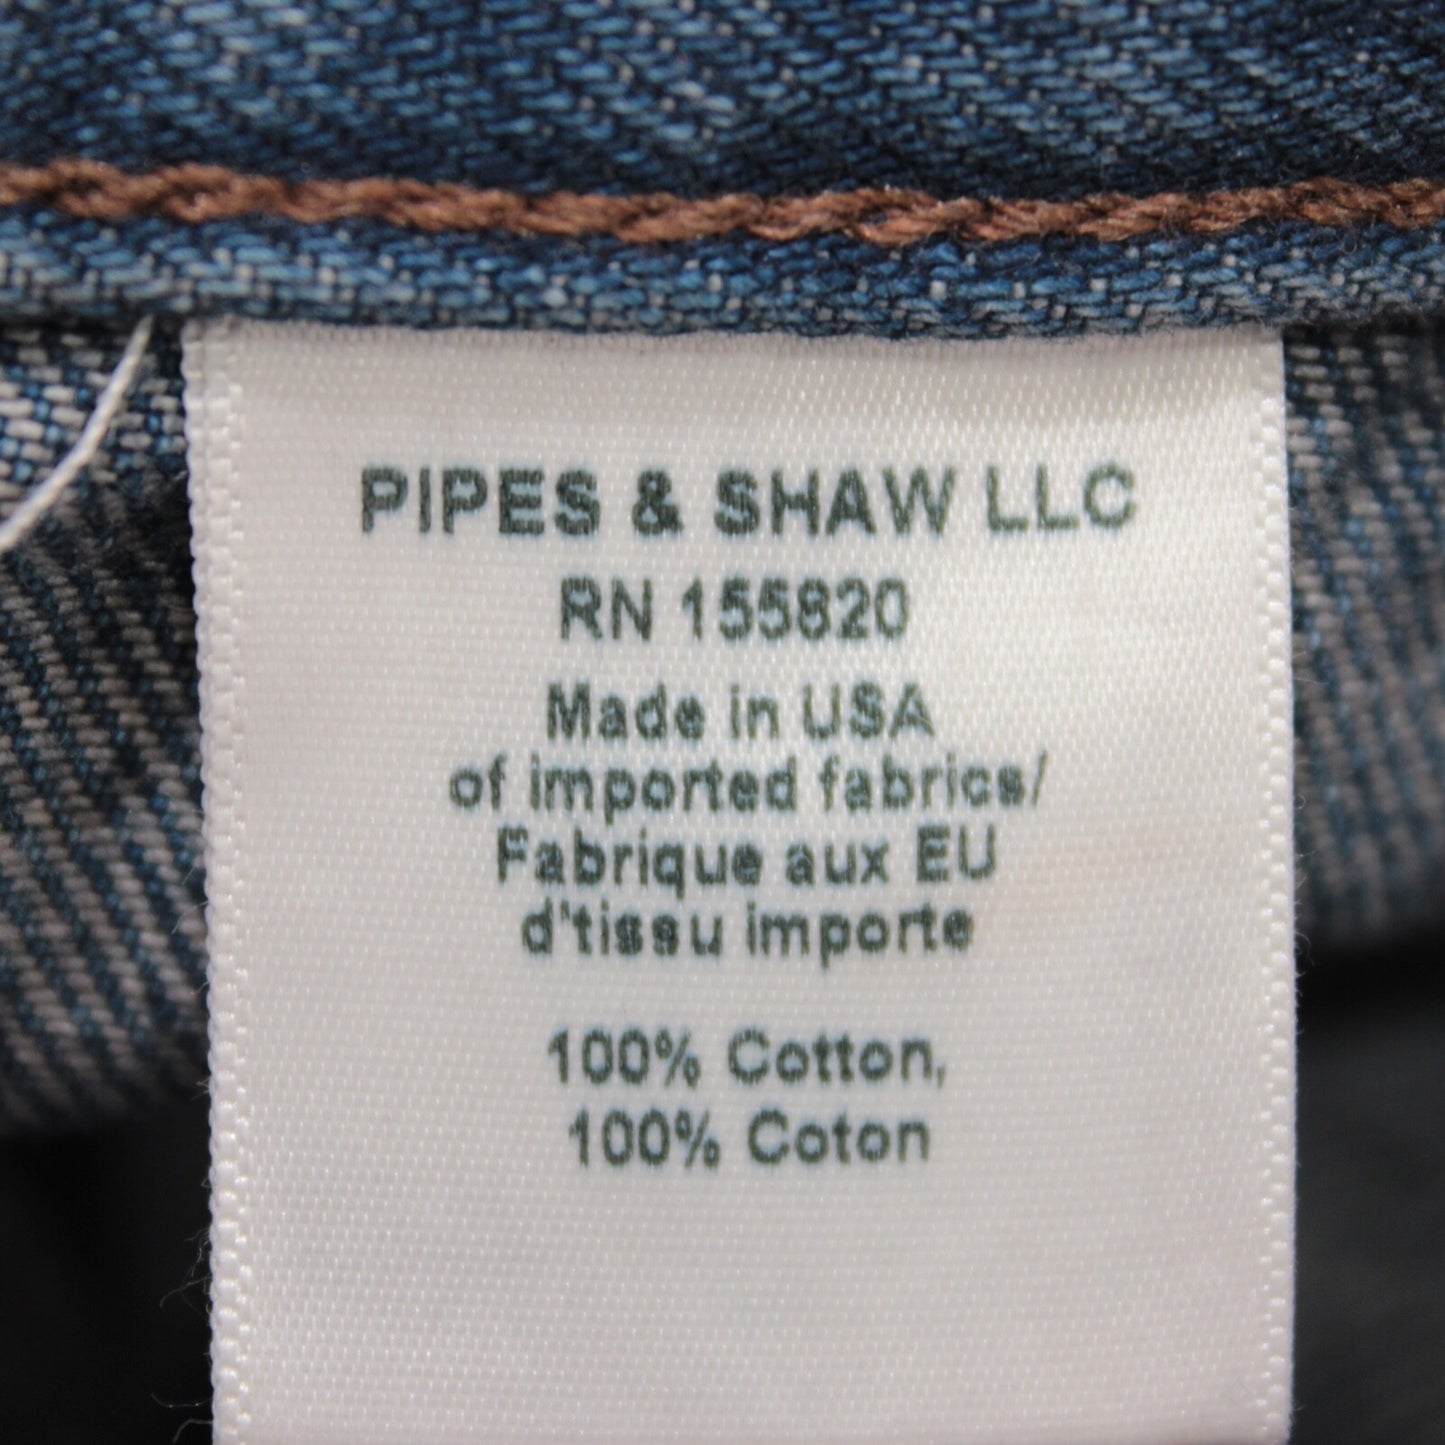 PIPES & SHAW LLC
RN 155820
Made in USA
of imported fabrics/
Fabrique aux EU
d'tissu importe
100% Cotton,
100% Coton